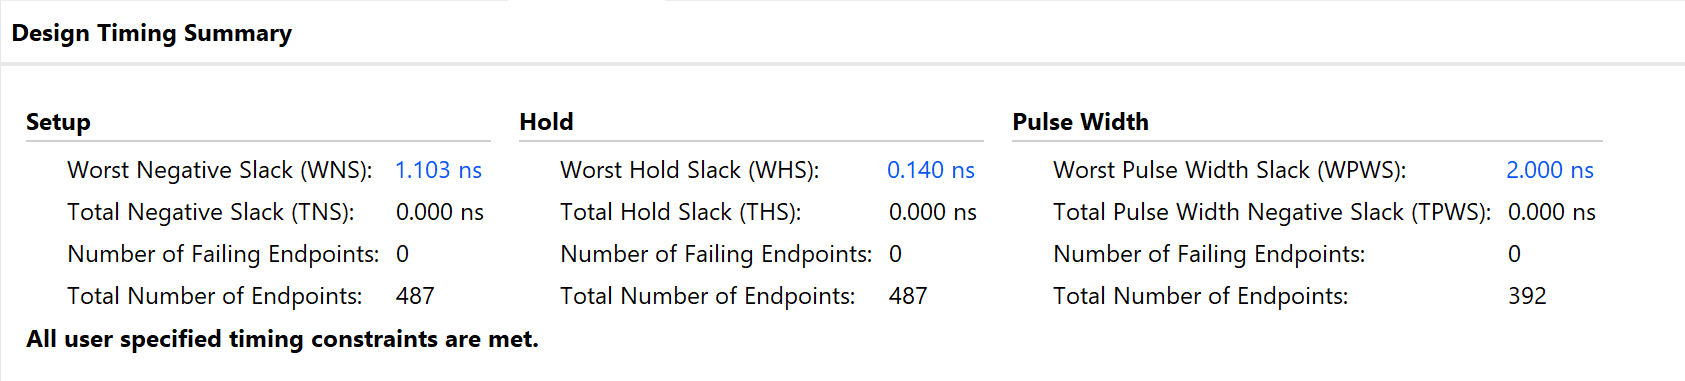 Design Timing Summary
Setup
Worst Negative Slack (WNS): 1.103 ns
Total Negative Slack (TNS): 0.000 ns
Number of Failing Endpoints: 0
Total Number of Endpoints: 487
Hold
Worst Hold Slack (WHS): 0.140 ns
Total Hold Slack (THS): 0.000 ns
Number of Failing Endpoints: 0
Total Number of Endpoints: 487
Pulse Width
Worst Pulse Width Slack (WPWS): 2.000 ns
Total Pulse Width Negative Slack (TPWS): 0.000 ns
Number of Failing Endpoints: 0
Total Number of Endpoints: 392
All user specified timing constraints are met.